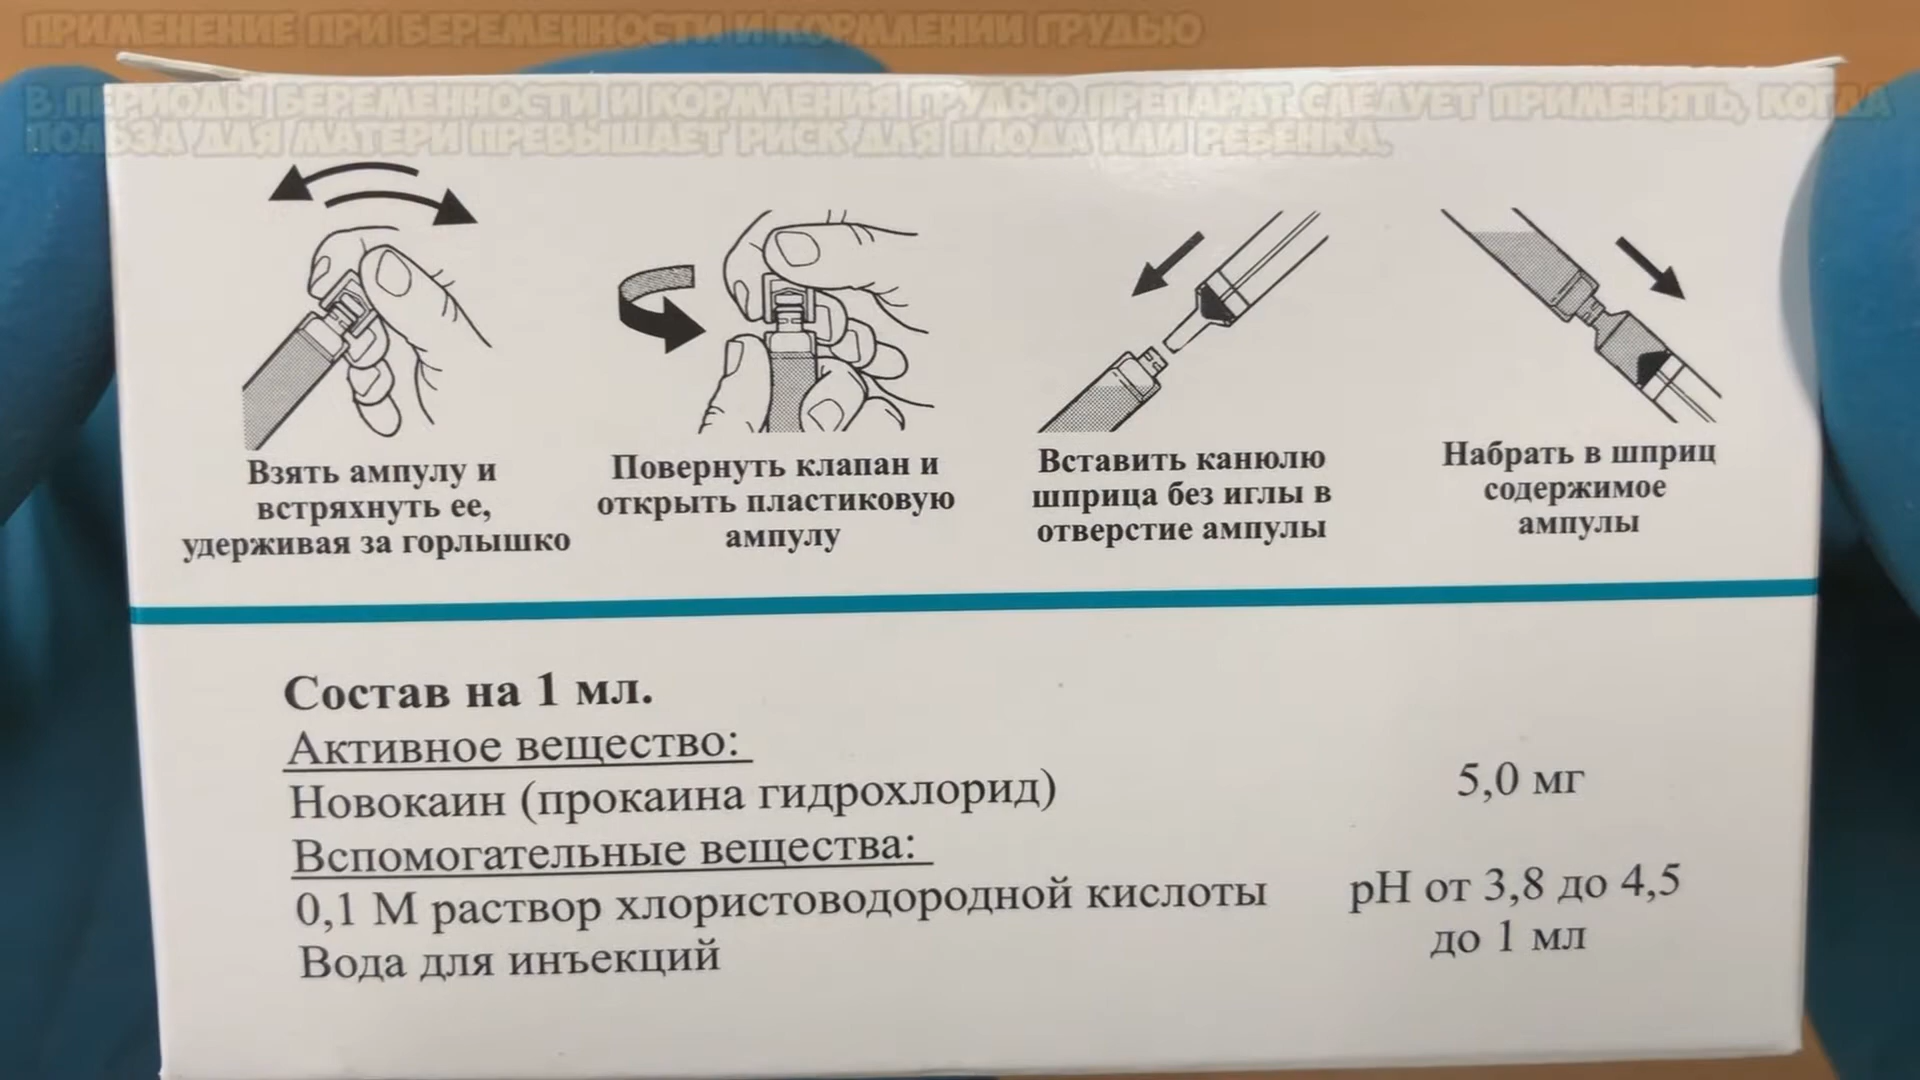 ПРИМЕНЕНИЕ ПРИ БЕРЕМЕННОСТИ И КОРМЛЕНИИ ГРУДЬЮ
В ПЕРИОДЫ БЕРЕМЕННОСТИ И КОРМЛЕНИЯ ГРУДЬЮ ПРЕПАРАТ СЛЕДУЕТ ПРИМЕНЯТЬ, КОГДА
ПОЛЬЗА ДЛЯ МАТЕРИ ПРЕВЫШАЕТ РИСК ДЛЯ ПЛОДА ИЛИ РЕБЕНКА.
Взять ампулу и
встряхнуть ее,
удерживая за горлышко
Повернуть клапан и
открыть пластиковую
ампулу
Вставить канюлю
шприца без иглы в
отверстие ампулы
Набрать в шприц
содержимое
ампулы
Состав на 1 мл.
Активное вещество:
Новокаин (прокаина гидрохлорид) 5,0 мг
Вспомогательные вещества:
0,1 М раствор хлористоводородной кислоты pH от 3,8 до 4,5
Вода для инъекций до 1 мл